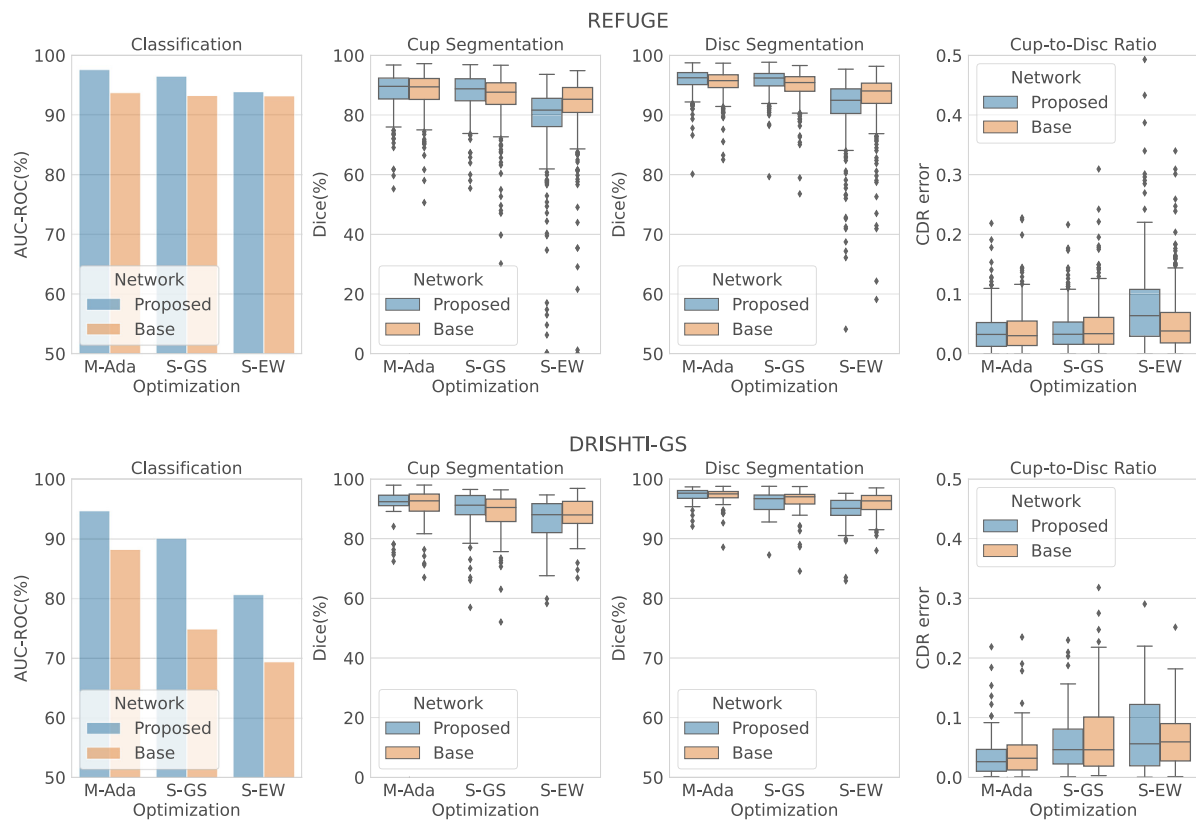 REFUGE
Classification
100
90
80
70
60
50
AUC-ROC(%)
Network
Proposed
Base
M-Ada S-GS S-EW
Optimization
Cup Segmentation
100
80
60
40
20
0
Dice(%)
Network
Proposed
Base
M-Ada S-GS S-EW
Optimization
Disc Segmentation
100
90
80
70
60
50
Dice(%)
Network
Proposed
Base
M-Ada S-GS S-EW
Optimization
Cup-to-Disc Ratio
0.5
0.4
0.3
0.2
0.1
0.0
CDR error
Network
Proposed
Base
M-Ada S-GS S-EW
Optimization
DRISHTI-GS
Classification
100
90
80
70
60
50
AUC-ROC(%)
Network
Proposed
Base
M-Ada S-GS S-EW
Optimization
Cup Segmentation
100
80
60
40
20
0
Dice(%)
Network
Proposed
Base
M-Ada S-GS S-EW
Optimization
Disc Segmentation
100
90
80
70
60
50
Dice(%)
Network
Proposed
Base
M-Ada S-GS S-EW
Optimization
Cup-to-Disc Ratio
0.5
0.4
0.3
0.2
0.1
0.0
CDR error
Network
Proposed
Base
M-Ada S-GS S-EW
Optimization